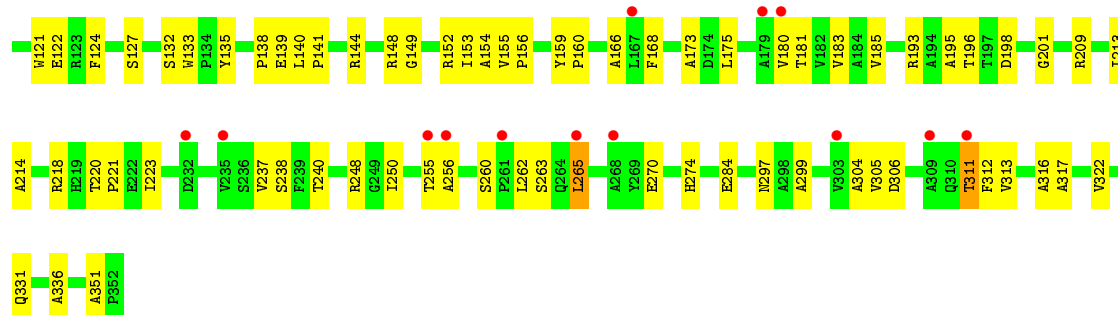 W121 E122 R123 F124 S127 S132 W133 P134 Y135 P138 E139 L140 P141 R144 R148 G149 R152 I153 A154 V155 P156 Y159 P160 A166 L167 F168 A173 D174 L175 A179 V180 T181 V182 V183 A184 V185 R193 A194 A195 T196 T197 D198 G201 R209 I213
A214 R218 H219 T220 P221 E222 I223 D232 V235 S236 V237 S238 F239 T240 R248 G249 I250 T255 A256 S260 P261 L262 S263 Q264 L265 A268 Y269 E270 H274 E284 N297 A298 A299 V303 A304 V305 D306 A309 Q310 T311 F312 V313 A316 A317 V322
Q331 A336 A351 P352